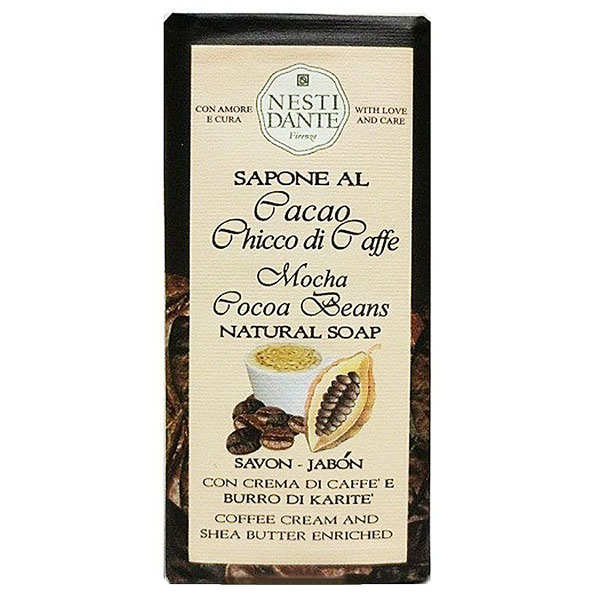 NESTI
DANTE
Firenze
CON AMORE
E CURA
WITH LOVE
AND CARE
SAPONE AL
Cacao
Chicco di Caffe
Mocha
Cocoa Beans
NATURAL SOAP
SAVON - JABÓN
CON CREMA DI CAFFE' E
BURRO DI KARITE'
COFFEE CREAM AND
SHEA BUTTER ENRICHED